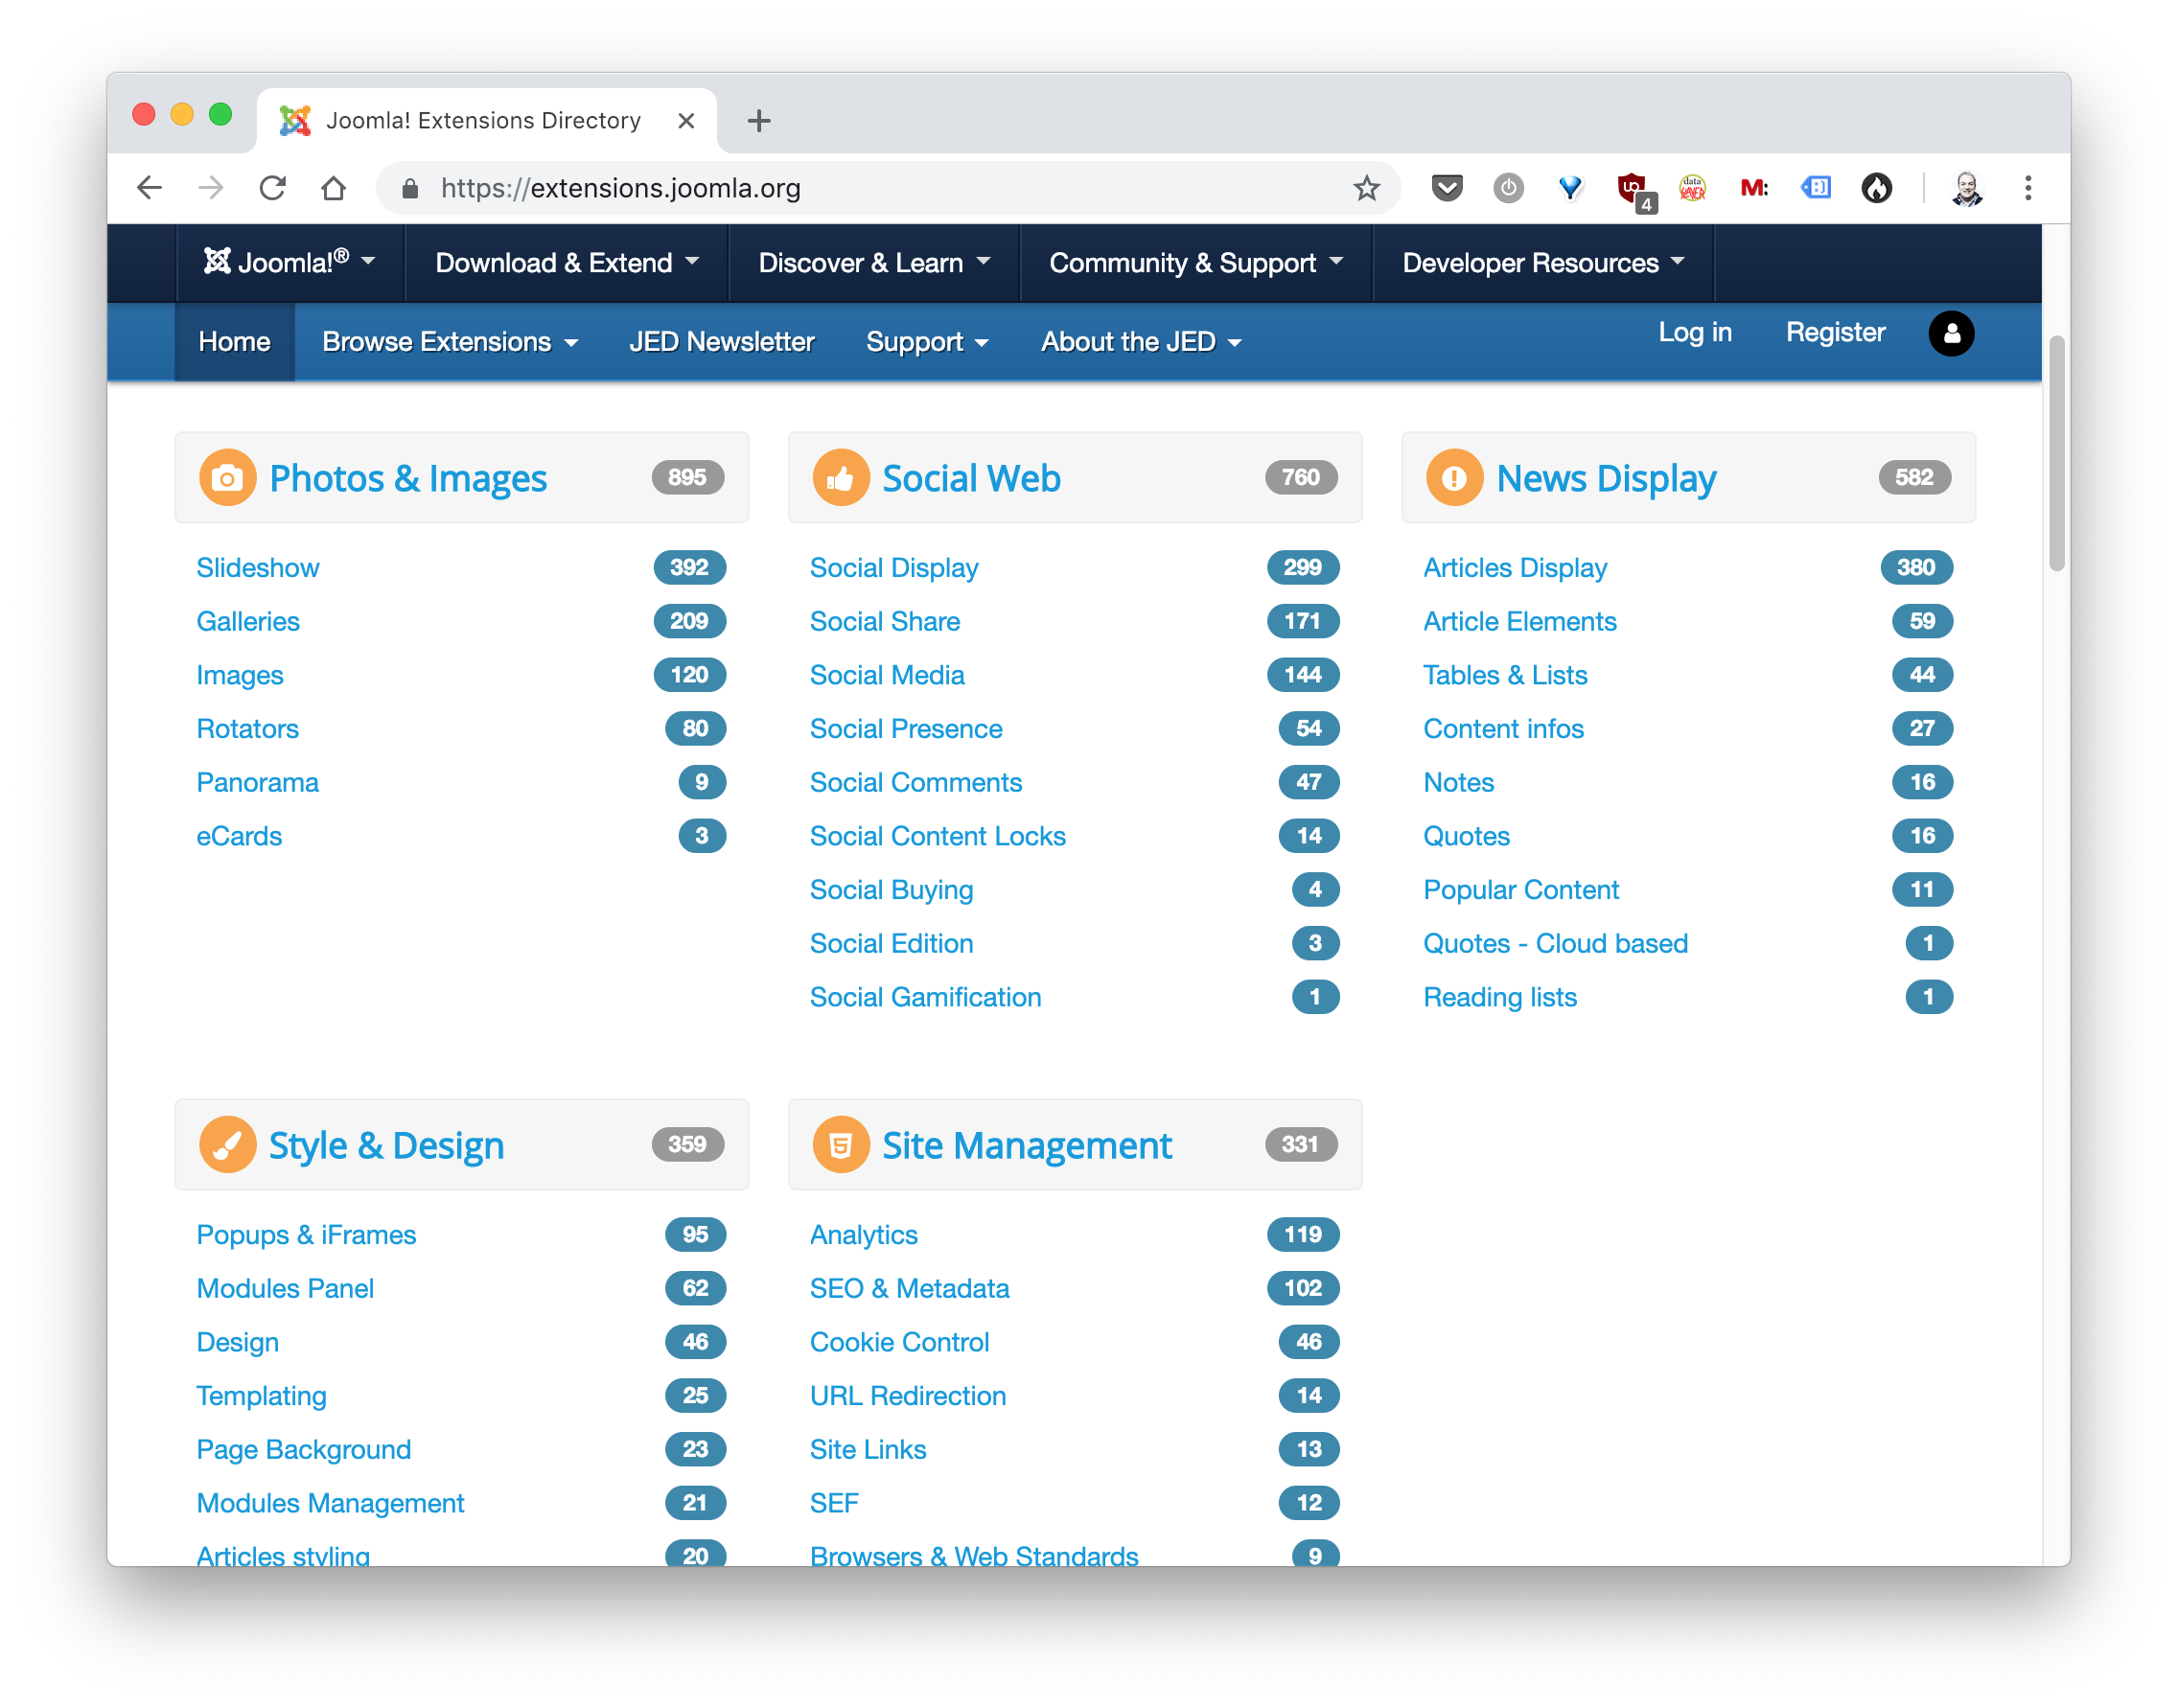 Joomla! Extensions Directory
https://extensions.joomla.org
4
data
M:
Joomla!® Download & Extend Discover & Learn Community & Support Developer Resources
Home Browse Extensions JED Newsletter Support About the JED Log in Register
Photos & Images 895
Slideshow 392
Galleries 209
Images 120
Rotators 80
Panorama 9
eCards 3
Social Web 760
Social Display 299
Social Share 171
Social Media 144
Social Presence 54
Social Comments 47
Social Content Locks 14
Social Buying 4
Social Edition 3
Social Gamification 1
News Display 582
Articles Display 380
Article Elements 59
Tables & Lists 44
Content infos 27
Notes 16
Quotes 16
Popular Content 11
Quotes - Cloud based 1
Reading lists 1
Style & Design 359
Popups & iFrames 95
Modules Panel 62
Design 46
Templating 25
Page Background 23
Modules Management 21
Articles styling 20
Site Management 331
Analytics 119
SEO & Metadata 102
Cookie Control 46
URL Redirection 14
Site Links 13
SEF 12
Browsers & Web Standards 9